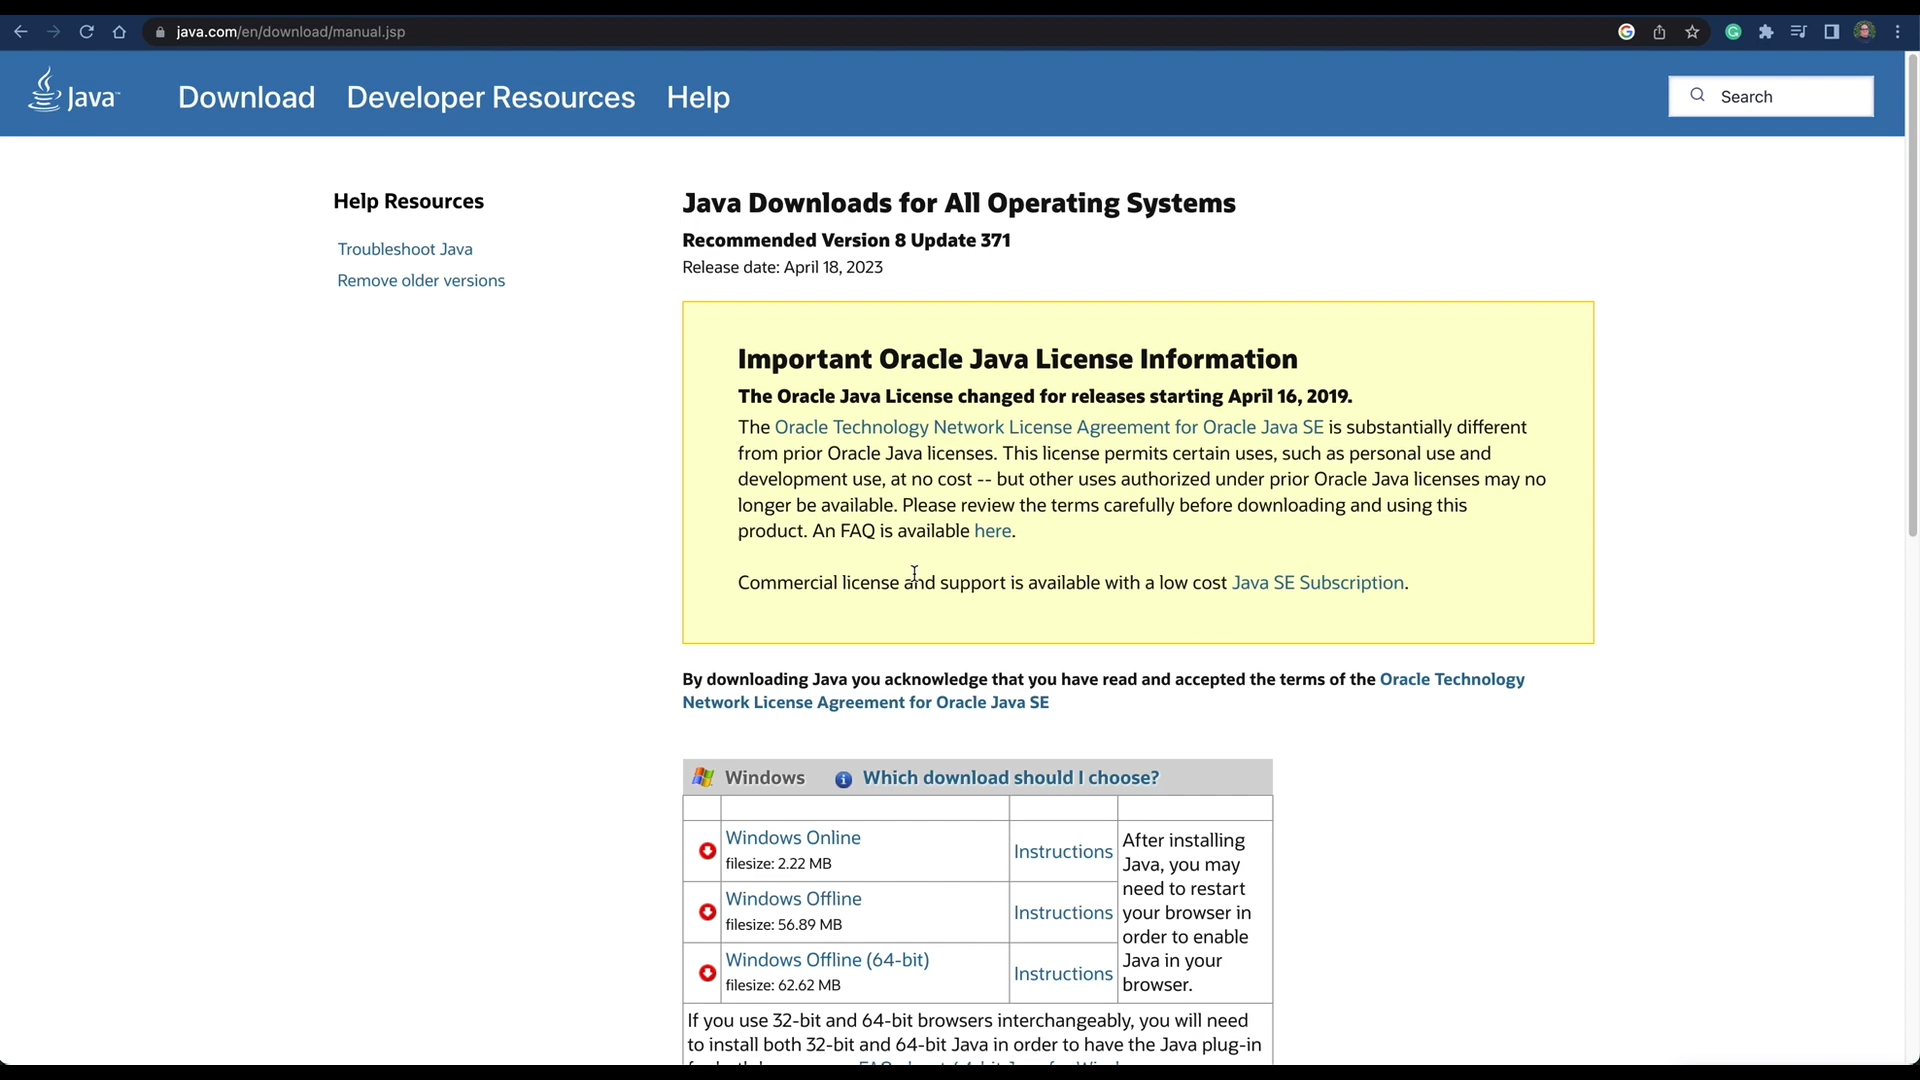 java.com/en/download/manual.jsp
Java™
Download
Developer Resources
Help
Search
Help Resources
Troubleshoot Java
Remove older versions
Java Downloads for All Operating Systems
Recommended Version 8 Update 371
Release date: April 18, 2023
Important Oracle Java License Information
The Oracle Java License changed for releases starting April 16, 2019.
The Oracle Technology Network License Agreement for Oracle Java SE is substantially different
from prior Oracle Java licenses. This license permits certain uses, such as personal use and
development use, at no cost -- but other uses authorized under prior Oracle Java licenses may no
longer be available. Please review the terms carefully before downloading and using this
product. An FAQ is available here.
Commercial license and support is available with a low cost Java SE Subscription.
By downloading Java you acknowledge that you have read and accepted the terms of the Oracle Technology
Network License Agreement for Oracle Java SE
Windows
Which download should I choose?
Windows Online
filesize: 2.22 MB
Instructions
Windows Offline
filesize: 56.89 MB
Instructions
Windows Offline (64-bit)
filesize: 62.62 MB
Instructions
After installing
Java, you may
need to restart
your browser in
order to enable
Java in your
browser.
If you use 32-bit and 64-bit browsers interchangeably, you will need
to install both 32-bit and 64-bit Java in order to have the Java plug-in